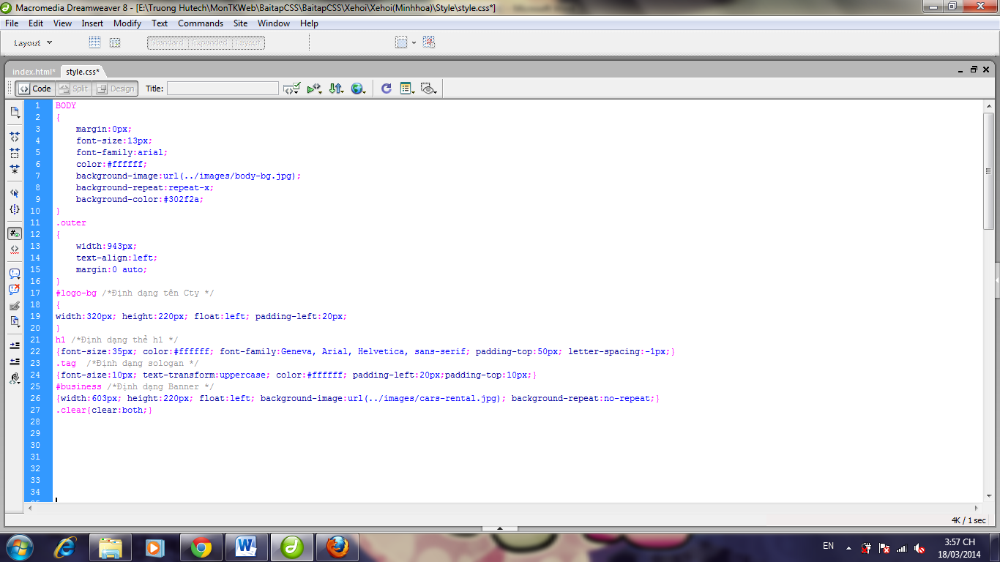 Macromedia Dreamweaver 8 - [E:\Truong Hutech\MonTKWeb\BaitapCSS\BaitapCSS\Xehoi\Xehoi(Minhhoa)\Style\style.css*]
File Edit View Insert Modify Text Commands Site Window Help
Layout Standard Expanded Layout
index.html* style.css*
Code Split Design Title:
1 BODY
2 {
3 margin:0px;
4 font-size:13px;
5 font-family:arial;
6 color:#ffffff;
7 background-image:url(../images/body-bg.jpg);
8 background-repeat:repeat-x;
9 background-color:#302f2a;
10 }
11 .outer
12 {
13 width:943px;
14 text-align:left;
15 margin:0 auto;
16 }
17 #logo-bg /*Định dạng tên Cty */
18 {
19 width:320px; height:220px; float:left; padding-left:20px;
20 }
21 h1 /*Định dạng thẻ h1 */
22 {font-size:35px; color:#ffffff; font-family:Geneva, Arial, Helvetica, sans-serif; padding-top:50px; letter-spacing:-1px;}
23 .tag /*Định dạng sologan */
24 {font-size:10px; text-transform:uppercase; color:#ffffff; padding-left:20px;padding-top:10px;}
25 #business /*Định dạng Banner */
26 {width:603px; height:220px; float:left; background-image:url(../images/cars-rental.jpg); background-repeat:no-repeat;}
27 .clear{clear:both;}
28
29
30
31
32
33
34
4K / 1 sec
EN 3:57 CH
18/03/2014